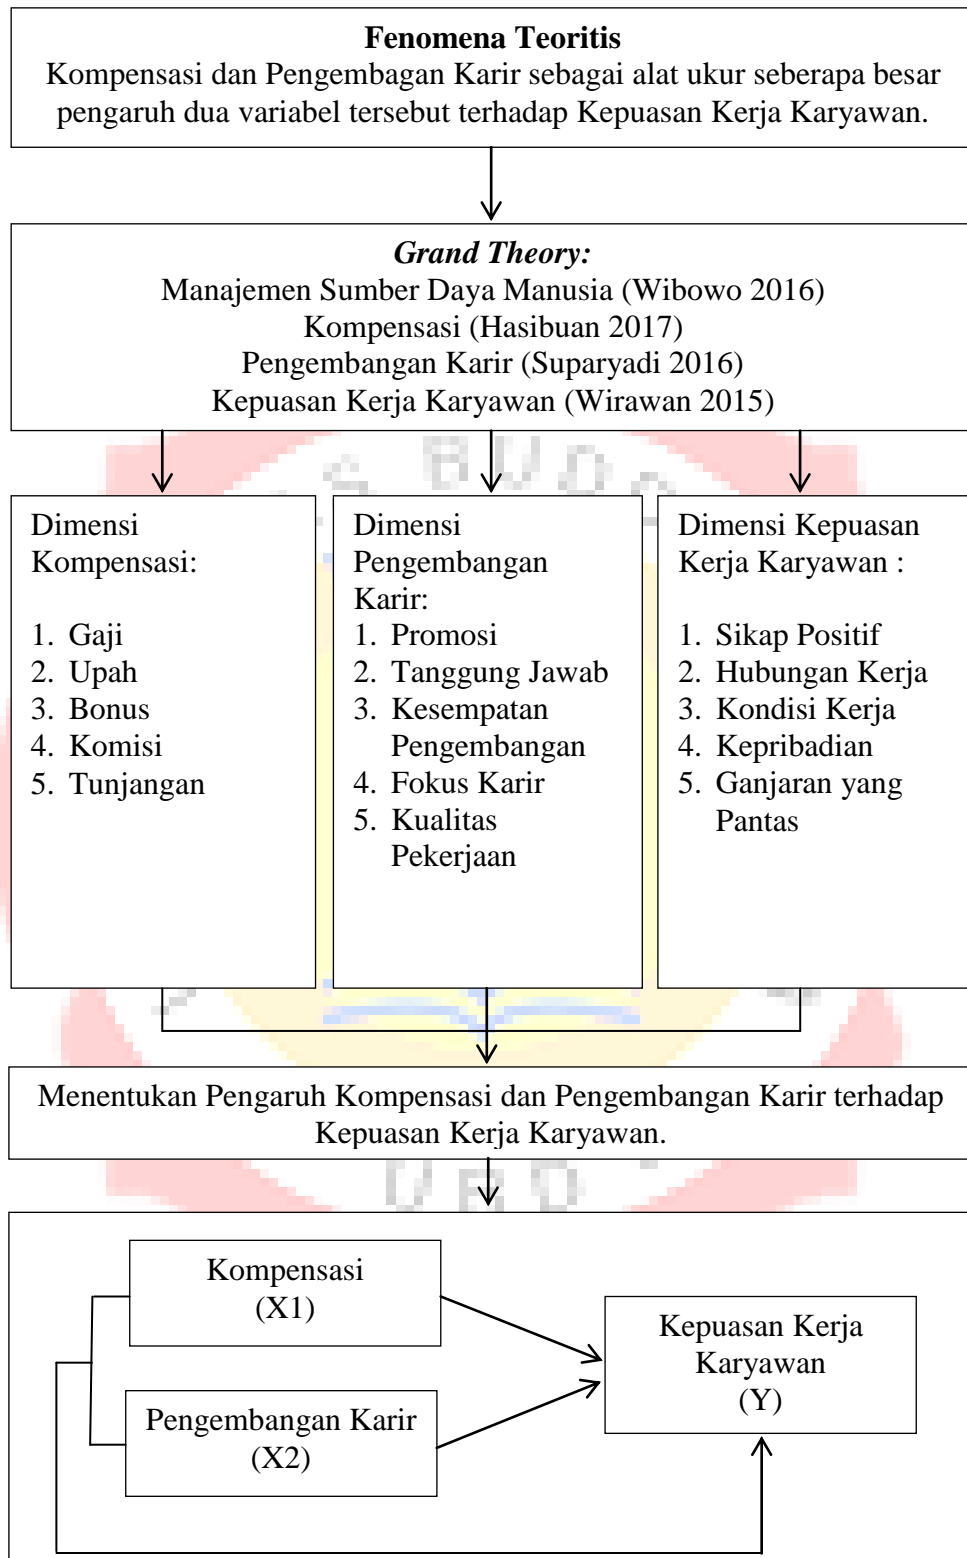 Fenomena Teoritis
Kompensasi dan Pengembagan Karir sebagai alat ukur seberapa besar
pengaruh dua variabel tersebut terhadap Kepuasan Kerja Karyawan.
Grand Theory:
Manajemen Sumber Daya Manusia (Wibowo 2016)
Kompensasi (Hasibuan 2017)
Pengembangan Karir (Suparyadi 2016)
Kepuasan Kerja Karyawan (Wirawan 2015)
Dimensi
Kompensasi:
1. Gaji
2. Upah
3. Bonus
4. Komisi
5. Tunjangan
Dimensi
Pengembangan
Karir:
1. Promosi
2. Tanggung Jawab
3. Kesempatan
Pengembangan
4. Fokus Karir
5. Kualitas
Pekerjaan
Dimensi Kepuasan
Kerja Karyawan :
1. Sikap Positif
2. Hubungan Kerja
3. Kondisi Kerja
4. Kepribadian
5. Ganjaran yang
Pantas
Menentukan Pengaruh Kompensasi dan Pengembangan Karir terhadap
Kepuasan Kerja Karyawan.
UBD
Kompensasi
(X1)
Pengembangan Karir
(X2)
Kepuasan Kerja
Karyawan
(Y)